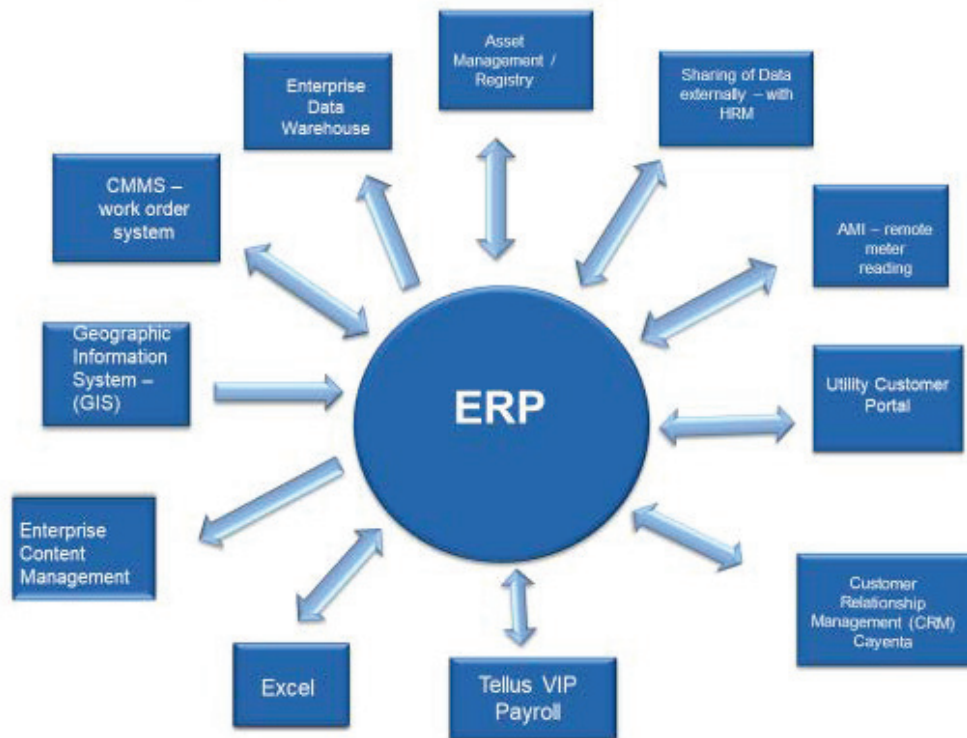 Asset
Management /
Registry
Sharing of Data
externally – with
HRM
Enterprise
Data
Warehouse
CMMS –
work order
system
AMI – remote
meter
reading
Geographic
Information
System –
(GIS)
ERP
Utility Customer
Portal
Enterprise
Content
Management
Customer
Relationship
Management (CRM)
Cayenta
Excel
Tellus VIP
Payroll